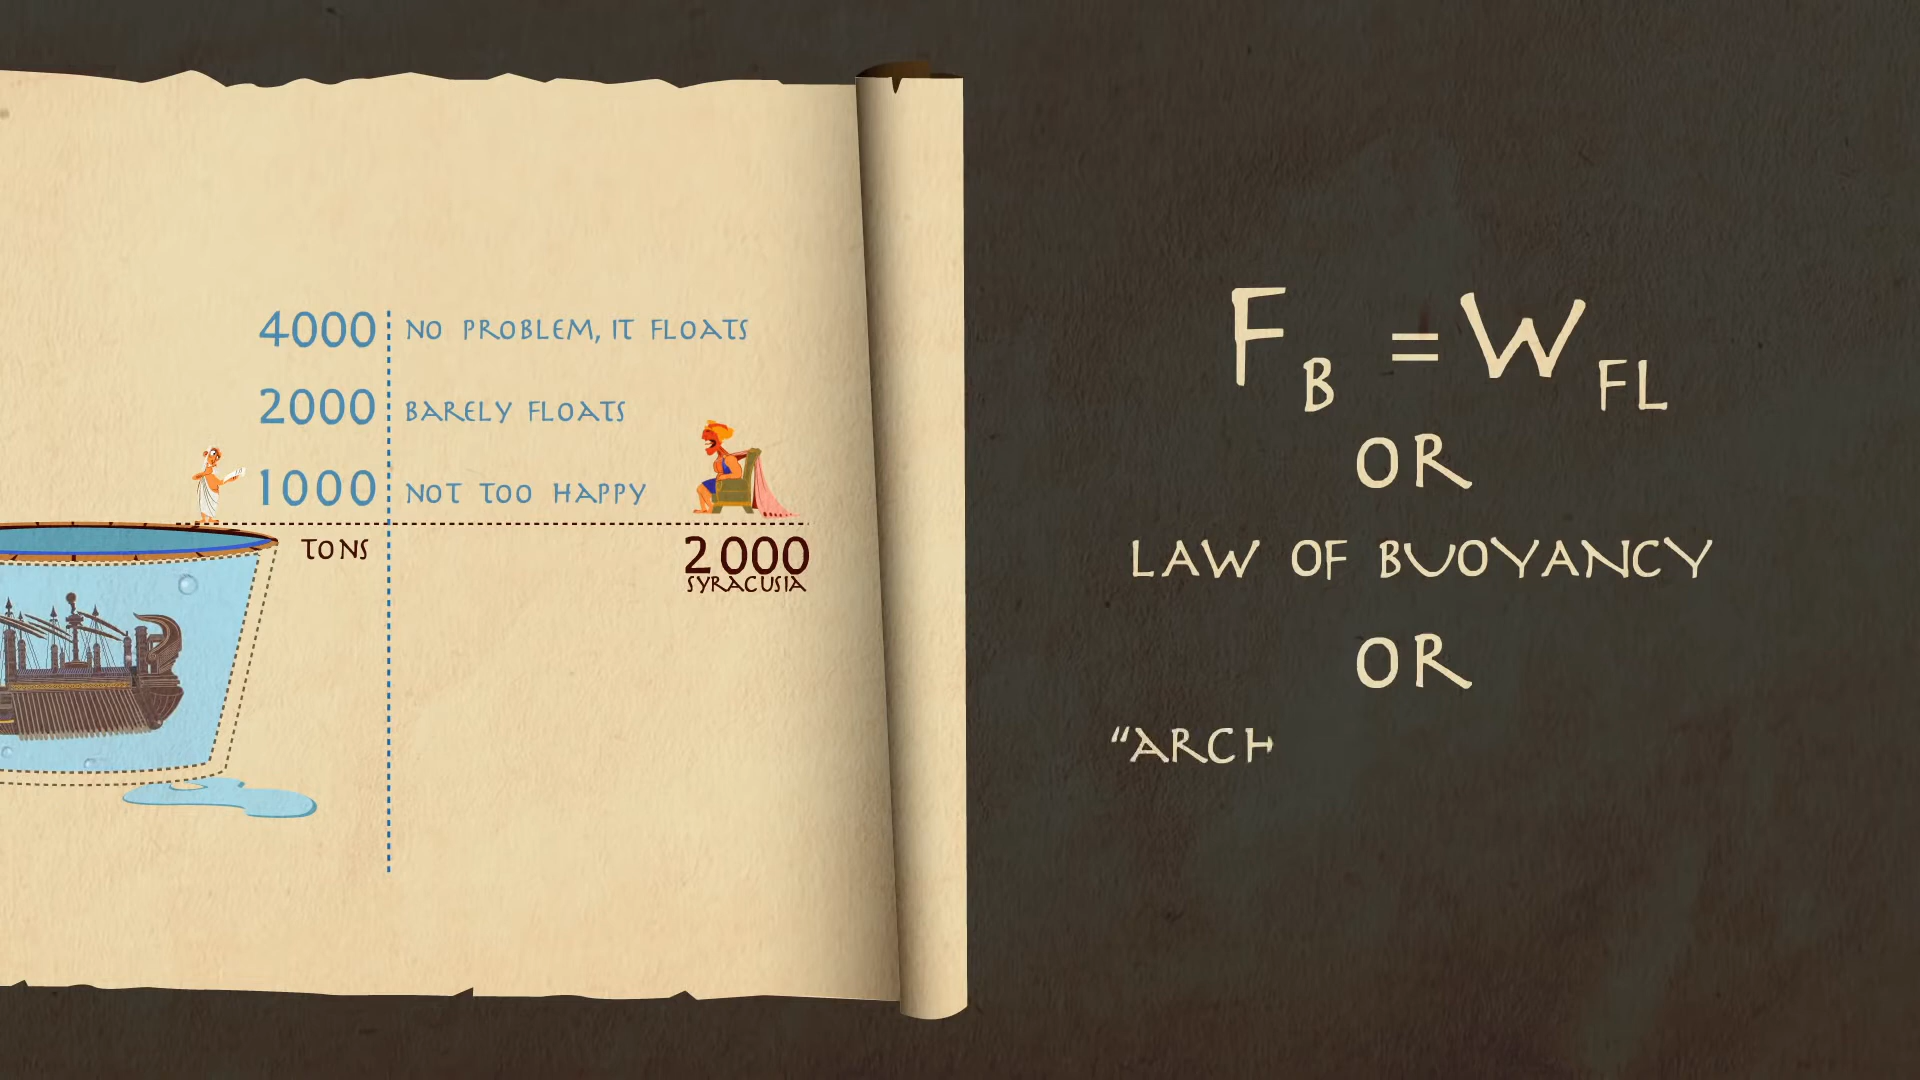 4000 NO PROBLEM, IT FLOATS
2000 BARELY FLOATS
1000 NOT TOO HAPPY
TONS
2000
SYRACUSIA
F B = W FL
OR
LAW OF BUOYANCY
OR
“ARCH